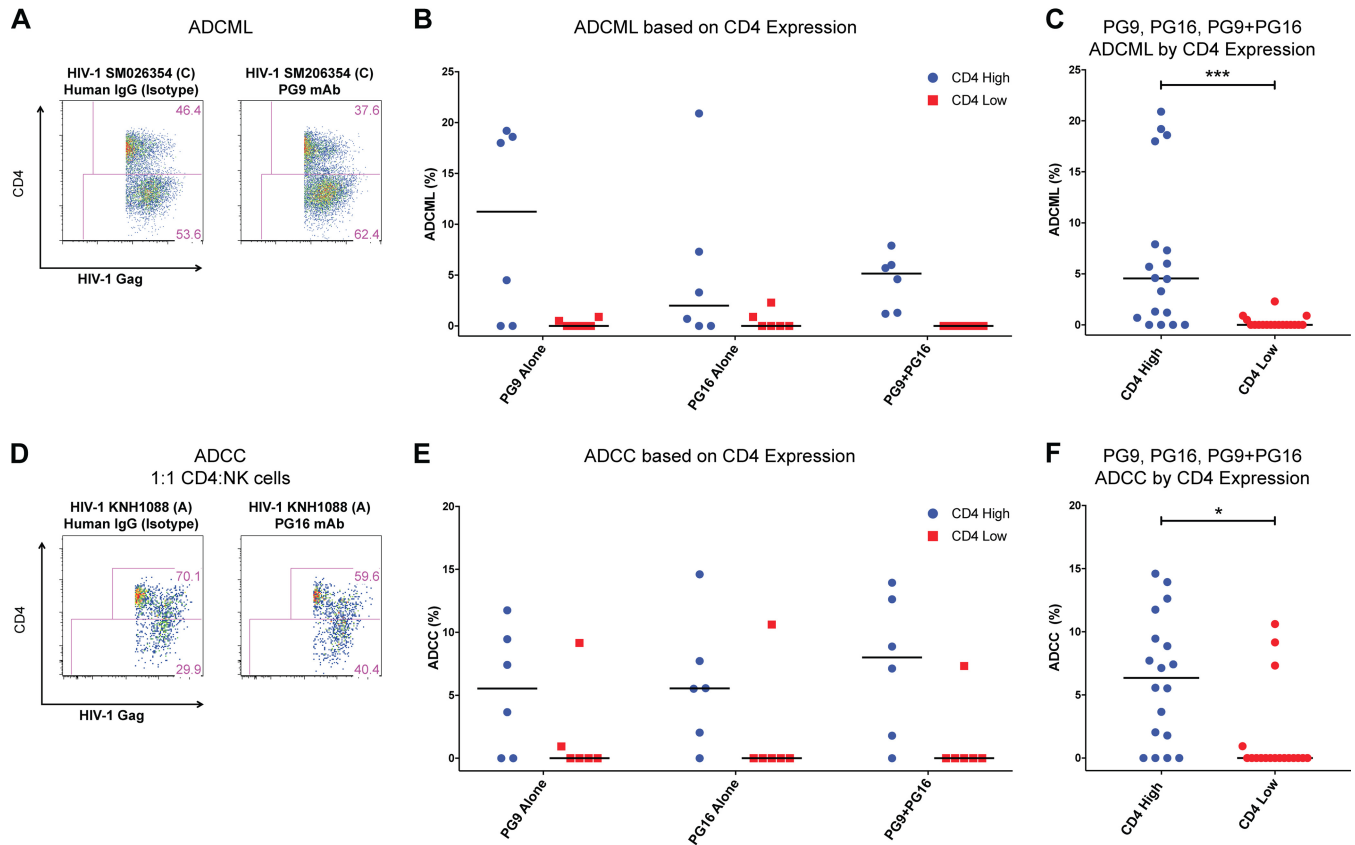 A
ADCML
HIV-1 SM026354 (C)
Human IgG (Isotype)
HIV-1 SM206354 (C)
PG9 mAb
46.4
53.6
37.6
62.4
CD4
HIV-1 Gag
B
ADCML based on CD4 Expression
CD4 High
CD4 Low
ADCML (%)
25
20
15
10
5
0
PG9 Alone
PG16 Alone
PG9+PG16
C
PG9, PG16, PG9+PG16
ADCML by CD4 Expression
***
ADCML (%)
25
20
15
10
5
0
CD4 High
CD4 Low
D
ADCC
1:1 CD4:NK cells
HIV-1 KNH1088 (A)
Human IgG (Isotype)
HIV-1 KNH1088 (A)
PG16 mAb
70.1
29.9
59.6
40.4
CD4
HIV-1 Gag
E
ADCC based on CD4 Expression
CD4 High
CD4 Low
ADCC (%)
20
15
10
5
0
PG9 Alone
PG16 Alone
PG9+PG16
F
PG9, PG16, PG9+PG16
ADCC by CD4 Expression
*
ADCC (%)
20
15
10
5
0
CD4 High
CD4 Low